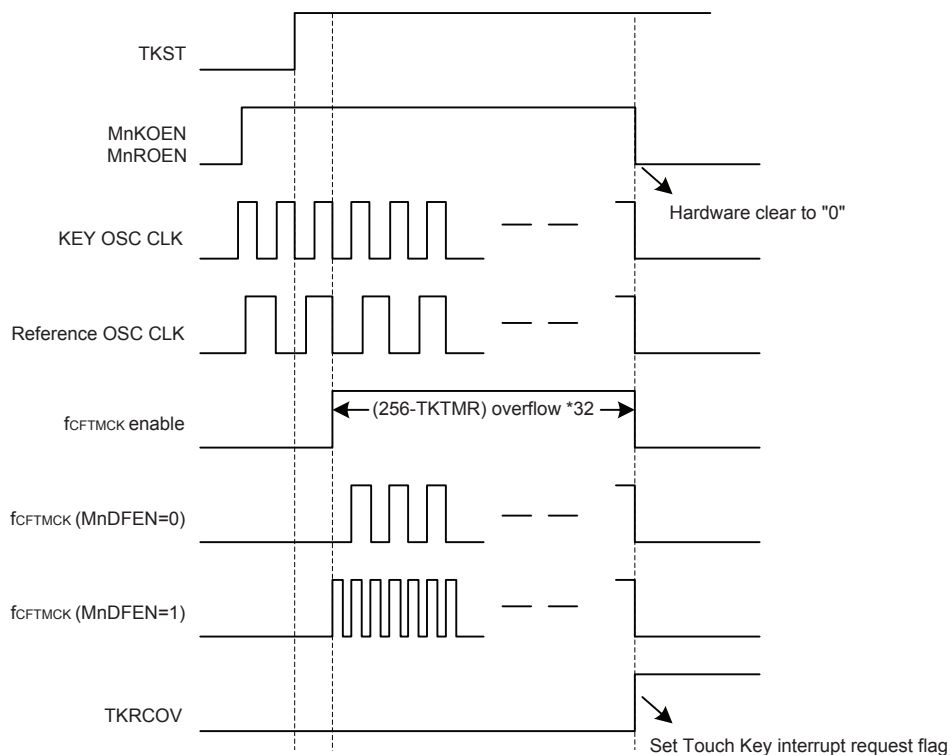 TKST
MnKOEN
MnROEN
Hardware clear to "0"
KEY OSC CLK
Reference OSC CLK
(256-TKTMR) overflow *32
fCFTMCK enable
fCFTMCK (MnDFEN=0)
fCFTMCK (MnDFEN=1)
TKRCOV
Set Touch Key interrupt request flag